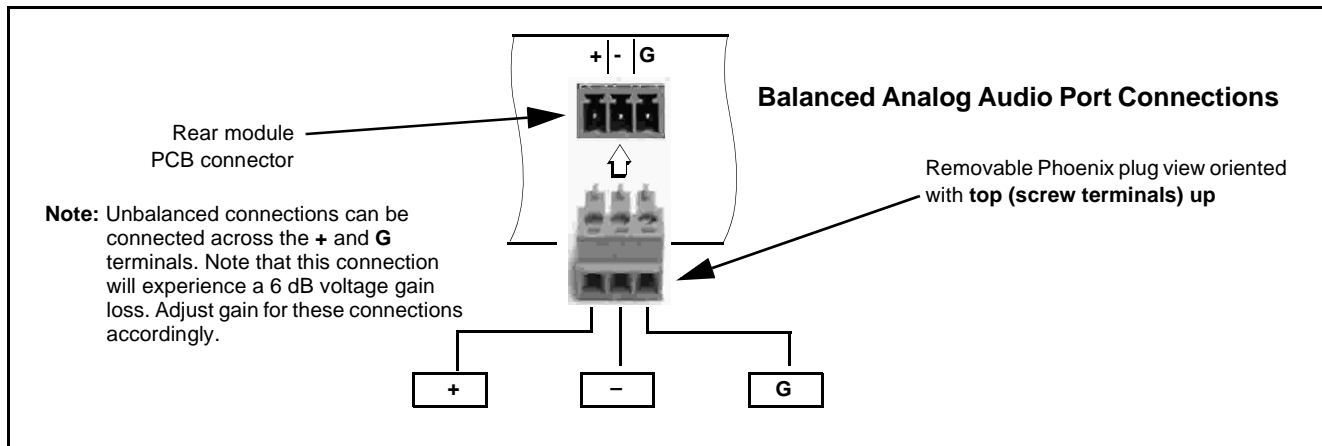 + - G
Balanced Analog Audio Port Connections
Rear module
PCB connector
Removable Phoenix plug view oriented
with top (screw terminals) up
Note: Unbalanced connections can be
connected across the + and G
terminals. Note that this connection
will experience a 6 dB voltage gain
loss. Adjust gain for these connections
accordingly.
+ – G